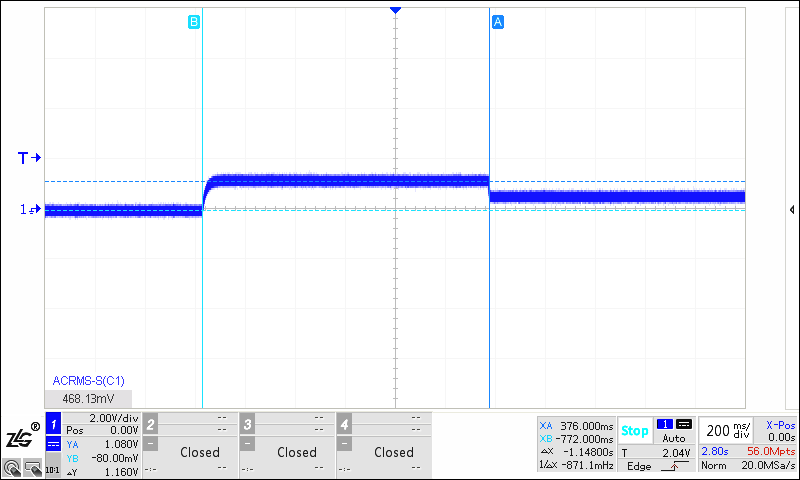 B
A
T
1
ACRMS-S(C1)
468.13mV
ZLG®
1 2.00V/div
Pos 0.00V
YA 1.080V
YB -80.00mV
10:1 ΔY 1.160V
2 --
--
- Closed
-:- --
3 --
--
- Closed
-:- --
4 --
--
- Closed
-:- --
XA 376.000ms
XB -772.000ms
ΔX -1.14800s
1/ΔX -871.1mHz
Stop 1
Auto
T 2.04V
Edge
200 ms/div
X-Pos
0.00s
2.80s 56.0Mpts
Norm 20.0MSa/s